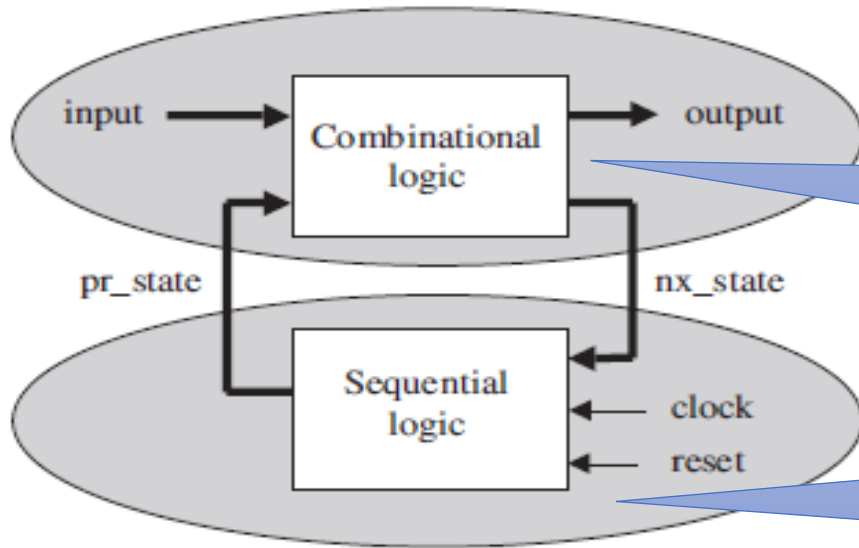 input
Combinational
logic
output
pr_state
nx_state
Sequential
logic
clock
reset